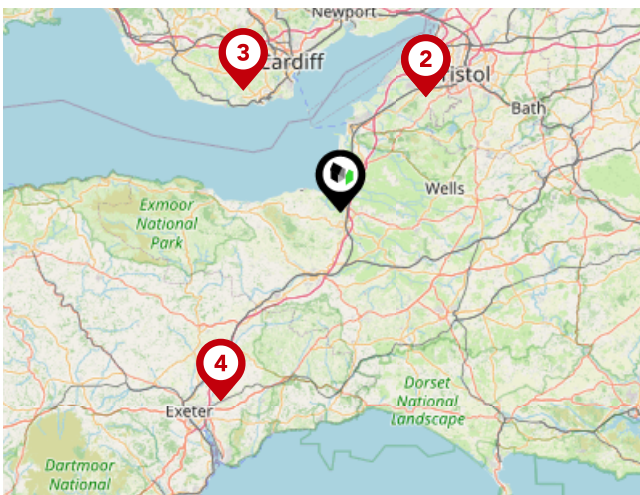 Newport
3
Cardiff
2
Bristol
Bath
Wells
Exmoor
National
Park
4
Exeter
Dorset
National
Landscape
Dartmoor
National